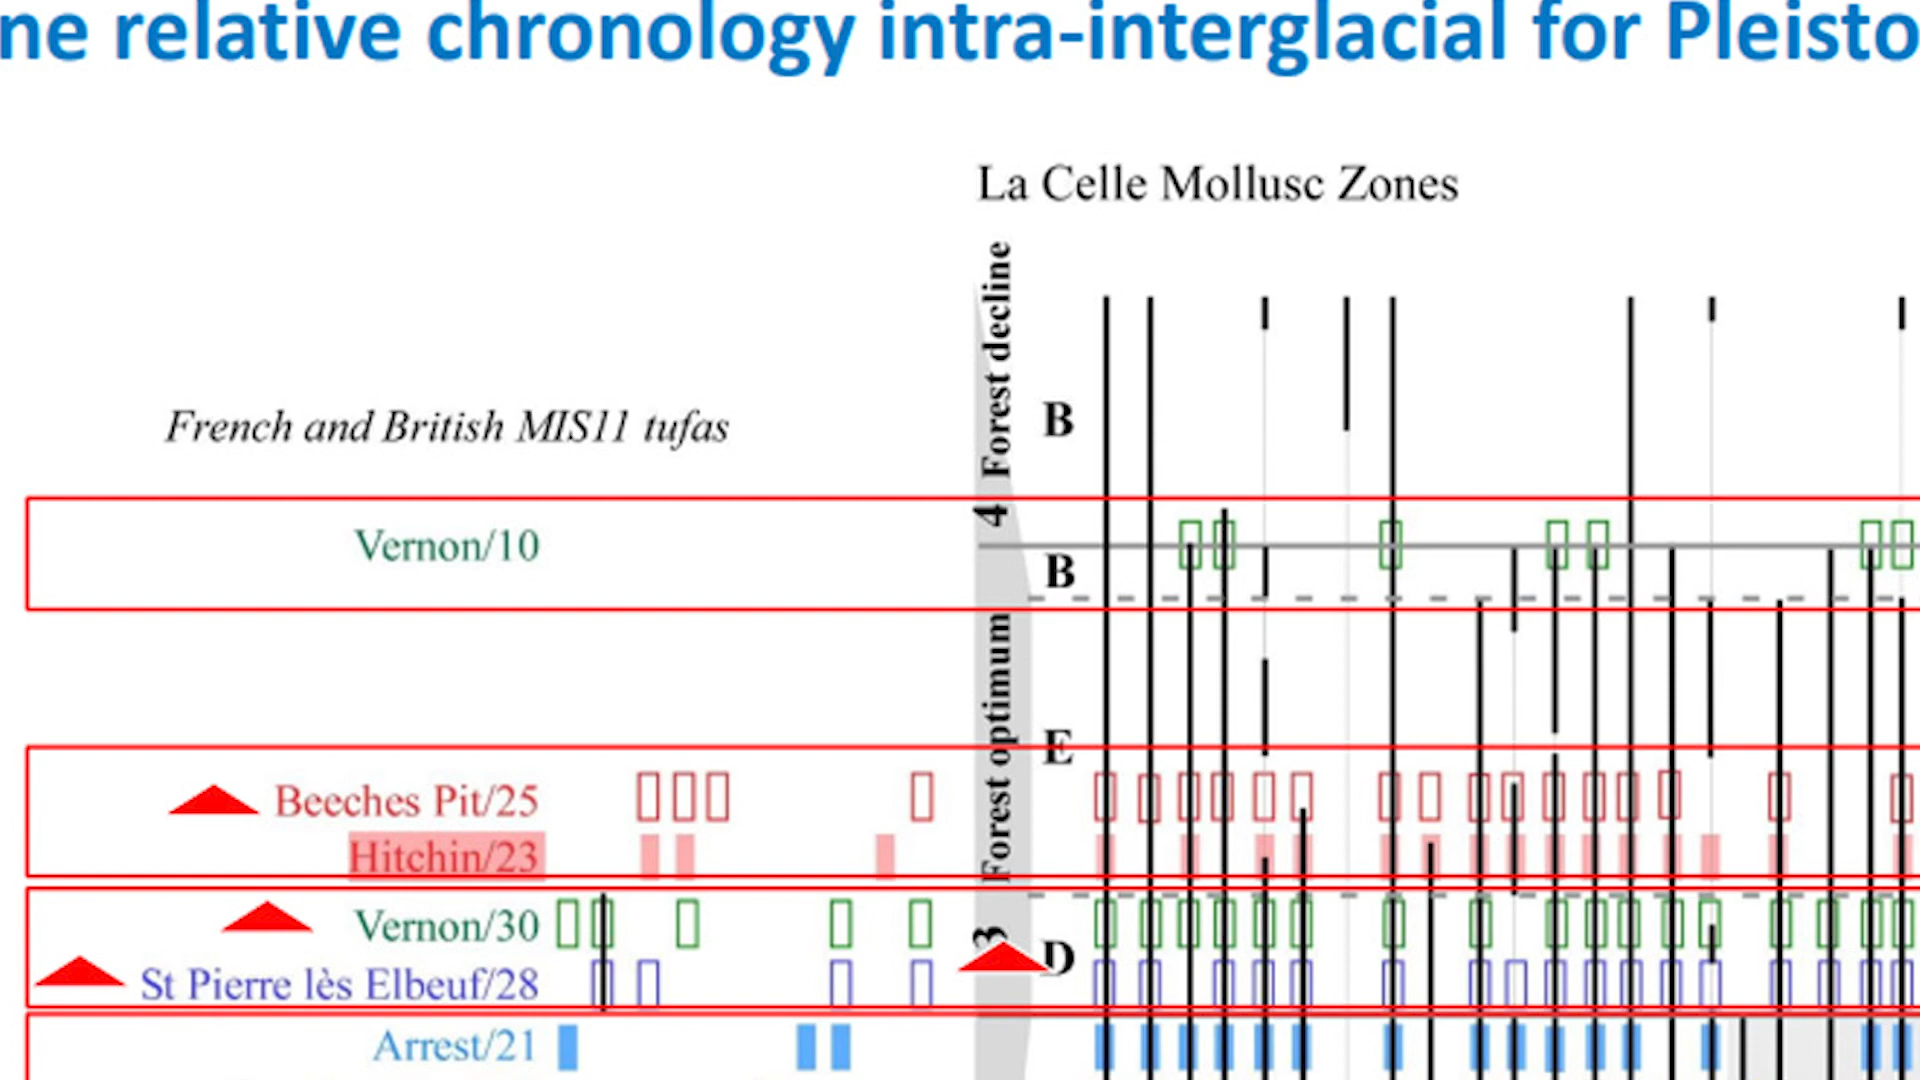 ne relative chronology intra-interglacial for Pleisto
La Celle Mollusc Zones
Forest decline
B
French and British MIS11 tufas
4
Vernon/10
B
Forest optimum
E
Beeches Pit/25
Hitchin/23
Vernon/30
3
D
St Pierre lès Elbeuf/28
Arrest/21